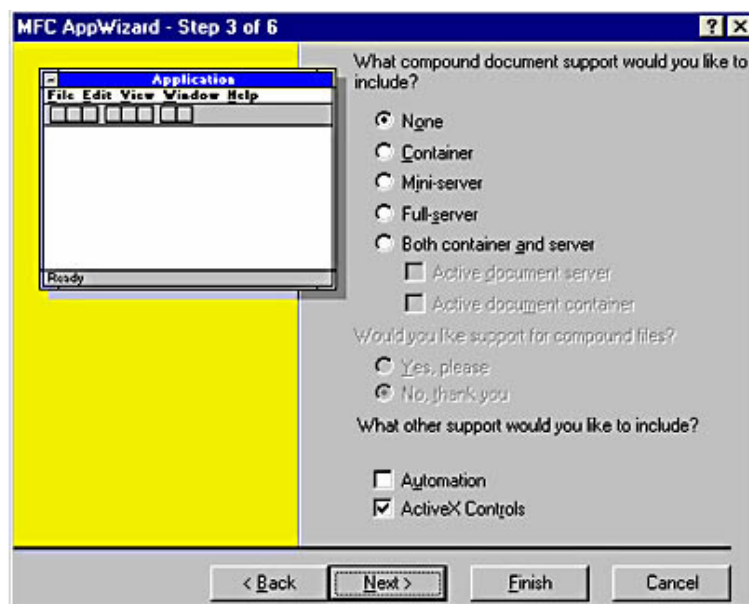 MFC AppWizard - Step 3 of 6
Application
File Edit View Window Help
Ready
What compound document support would you like to
include?
None
Container
Mini-server
Full-server
Both container and server
Active document server
Active document container
Would you like support for compound files?
Yes, please
No, thank you
What other support would you like to include?
Automation
ActiveX Controls
< Back Next > Finish Cancel